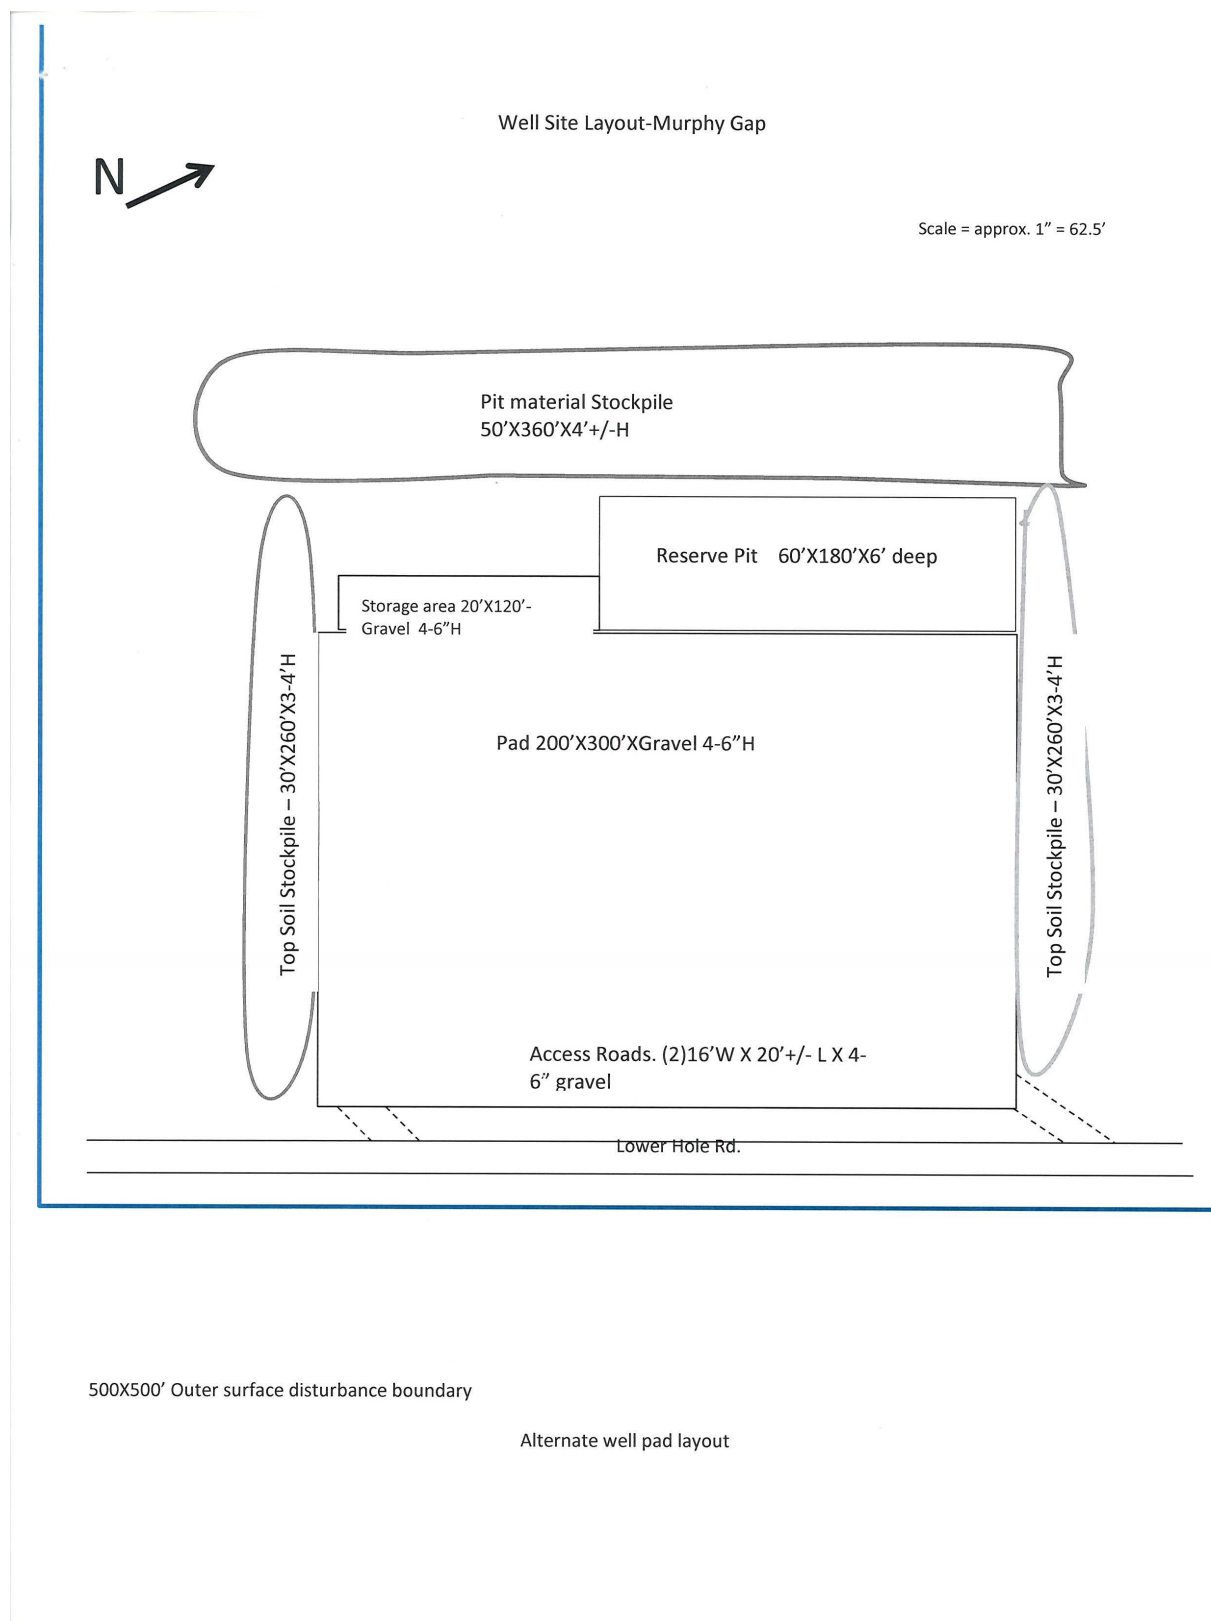 Well Site Layout-Murphy Gap
N
Scale = approx. 1” = 62.5’
Pit material Stockpile
50’X360’X4’+/-H
Reserve Pit 60’X180’X6’ deep
Storage area 20’X120’-
Gravel 4-6”H
Top Soil Stockpile – 30’X260’X3-4’H
Top Soil Stockpile – 30’X260’X3-4’H
Pad 200’X300’XGravel 4-6”H
Access Roads. (2)16’W X 20’+/- L X 4-
6” gravel
Lower Hole Rd.
500X500’ Outer surface disturbance boundary
Alternate well pad layout